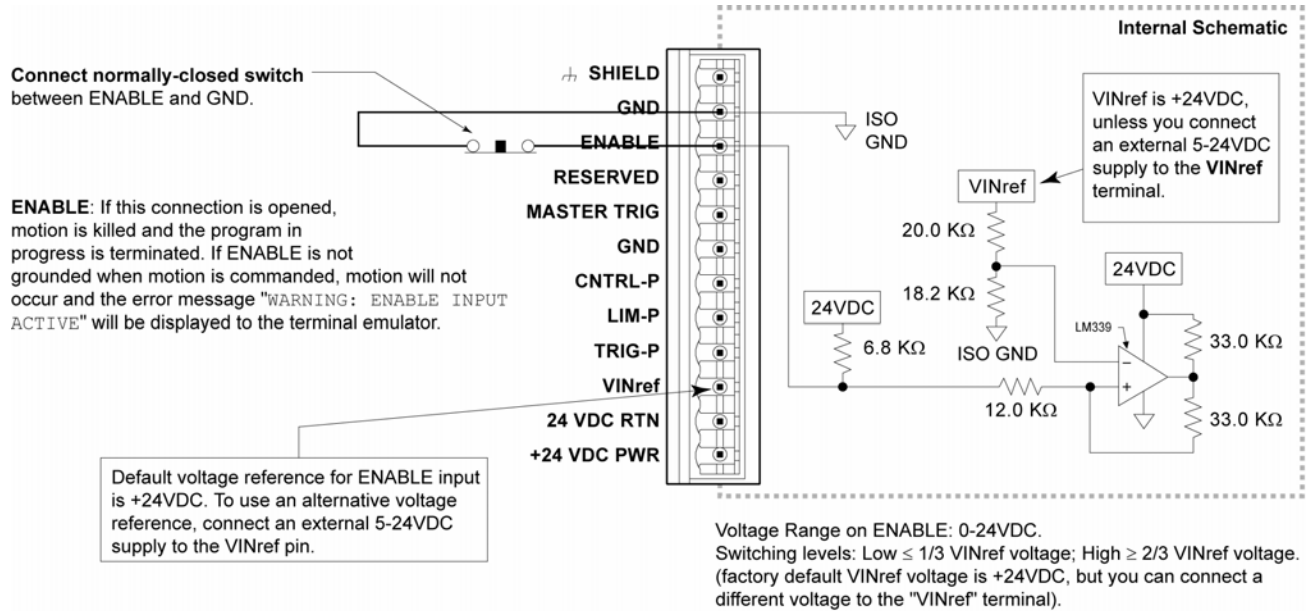 Internal Schematic
Connect normally-closed switch
between ENABLE and GND.
ENABLE: If this connection is opened,
motion is killed and the program in
progress is terminated. If ENABLE is not
grounded when motion is commanded, motion will not
occur and the error message "WARNING: ENABLE INPUT
ACTIVE" will be displayed to the terminal emulator.
SHIELD
GND
ENABLE
RESERVED
MASTER TRIG
GND
CNTRL-P
LIM-P
TRIG-P
VINref
24 VDC RTN
+24 VDC PWR
Default voltage reference for ENABLE input
is +24VDC. To use an alternative voltage
reference, connect an external 5-24VDC
supply to the VINref pin.
ISO
GND
VINref is +24VDC,
unless you connect
an external 5-24VDC
supply to the VINref
terminal.
VINref
20.0 KΩ
18.2 KΩ
ISO GND
24VDC
6.8 KΩ
12.0 KΩ
24VDC
LM339
33.0 KΩ
33.0 KΩ
Voltage Range on ENABLE: 0-24VDC.
Switching levels: Low ≤ 1/3 VINref voltage; High ≥ 2/3 VINref voltage.
(factory default VINref voltage is +24VDC, but you can connect a
different voltage to the "VINref" terminal).